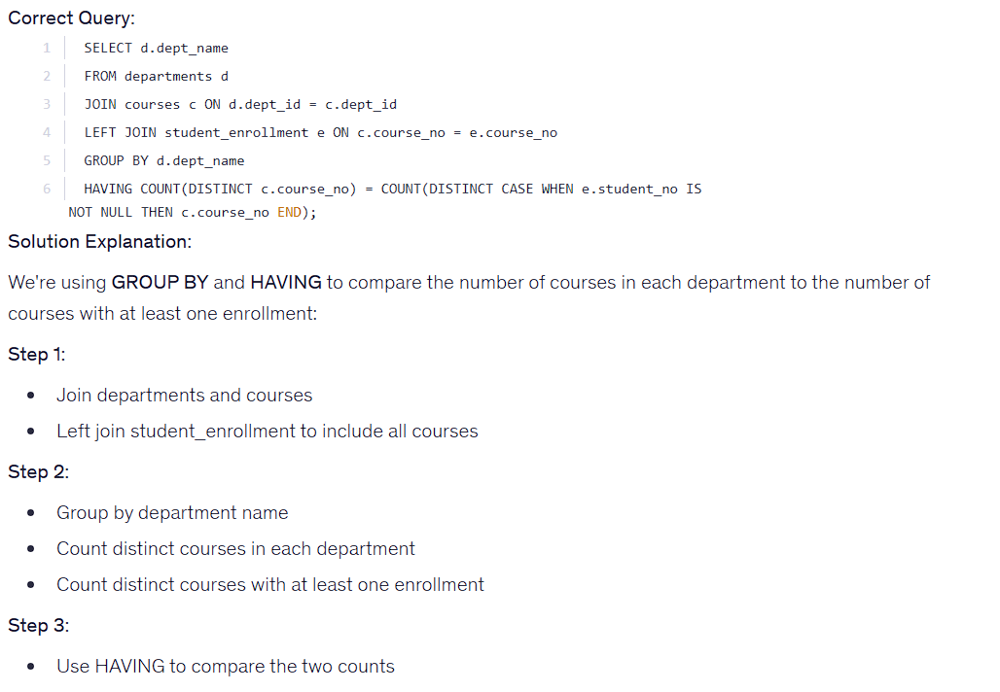 Correct Query:
1 SELECT d.dept_name
2 FROM departments d
3 JOIN courses c ON d.dept_id = c.dept_id
4 LEFT JOIN student_enrollment e ON c.course_no = e.course_no
5 GROUP BY d.dept_name
6 HAVING COUNT(DISTINCT c.course_no) = COUNT(DISTINCT CASE WHEN e.student_no IS
NOT NULL THEN c.course_no END);
Solution Explanation:
We're using GROUP BY and HAVING to compare the number of courses in each department to the number of
courses with at least one enrollment:
Step 1:
• Join departments and courses
• Left join student_enrollment to include all courses
Step 2:
• Group by department name
• Count distinct courses in each department
• Count distinct courses with at least one enrollment
Step 3:
• Use HAVING to compare the two counts